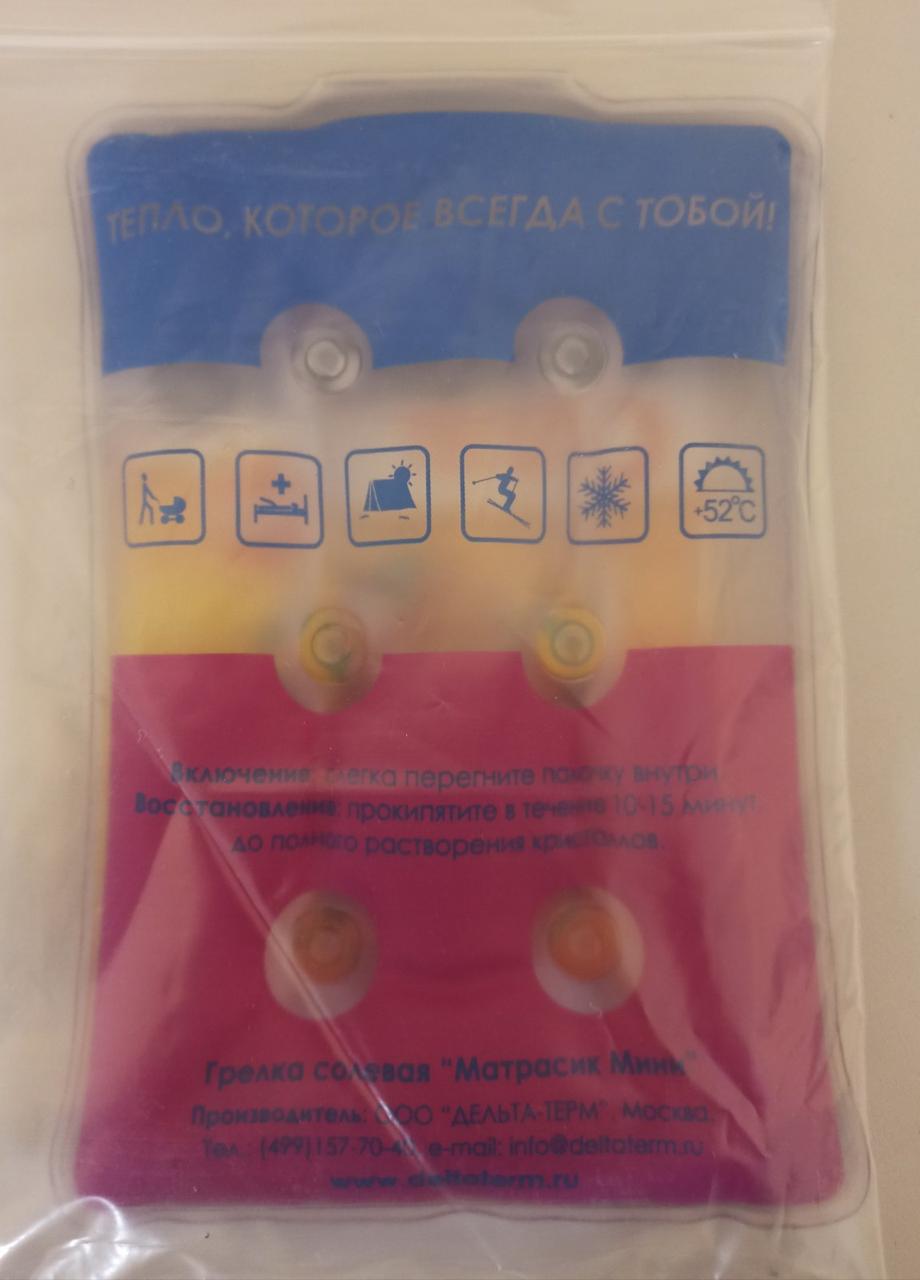 ТЕПЛО, КОТОРОЕ ВСЕГДА С ТОБОЙ!
+52°C
Включение: слегка перегните палочку внутри
Восстановление: прокипятите в течение 10-15 минут,
до полного растворения кристаллов.
Грелка солевая "Матрасик Мини"
Производитель: ООО "ДЕЛЬТА-ТЕРМ". Москва.
Тел.: (499)157-70-40, e-mail: info@deltaterm.ru
www.deltaterm.ru